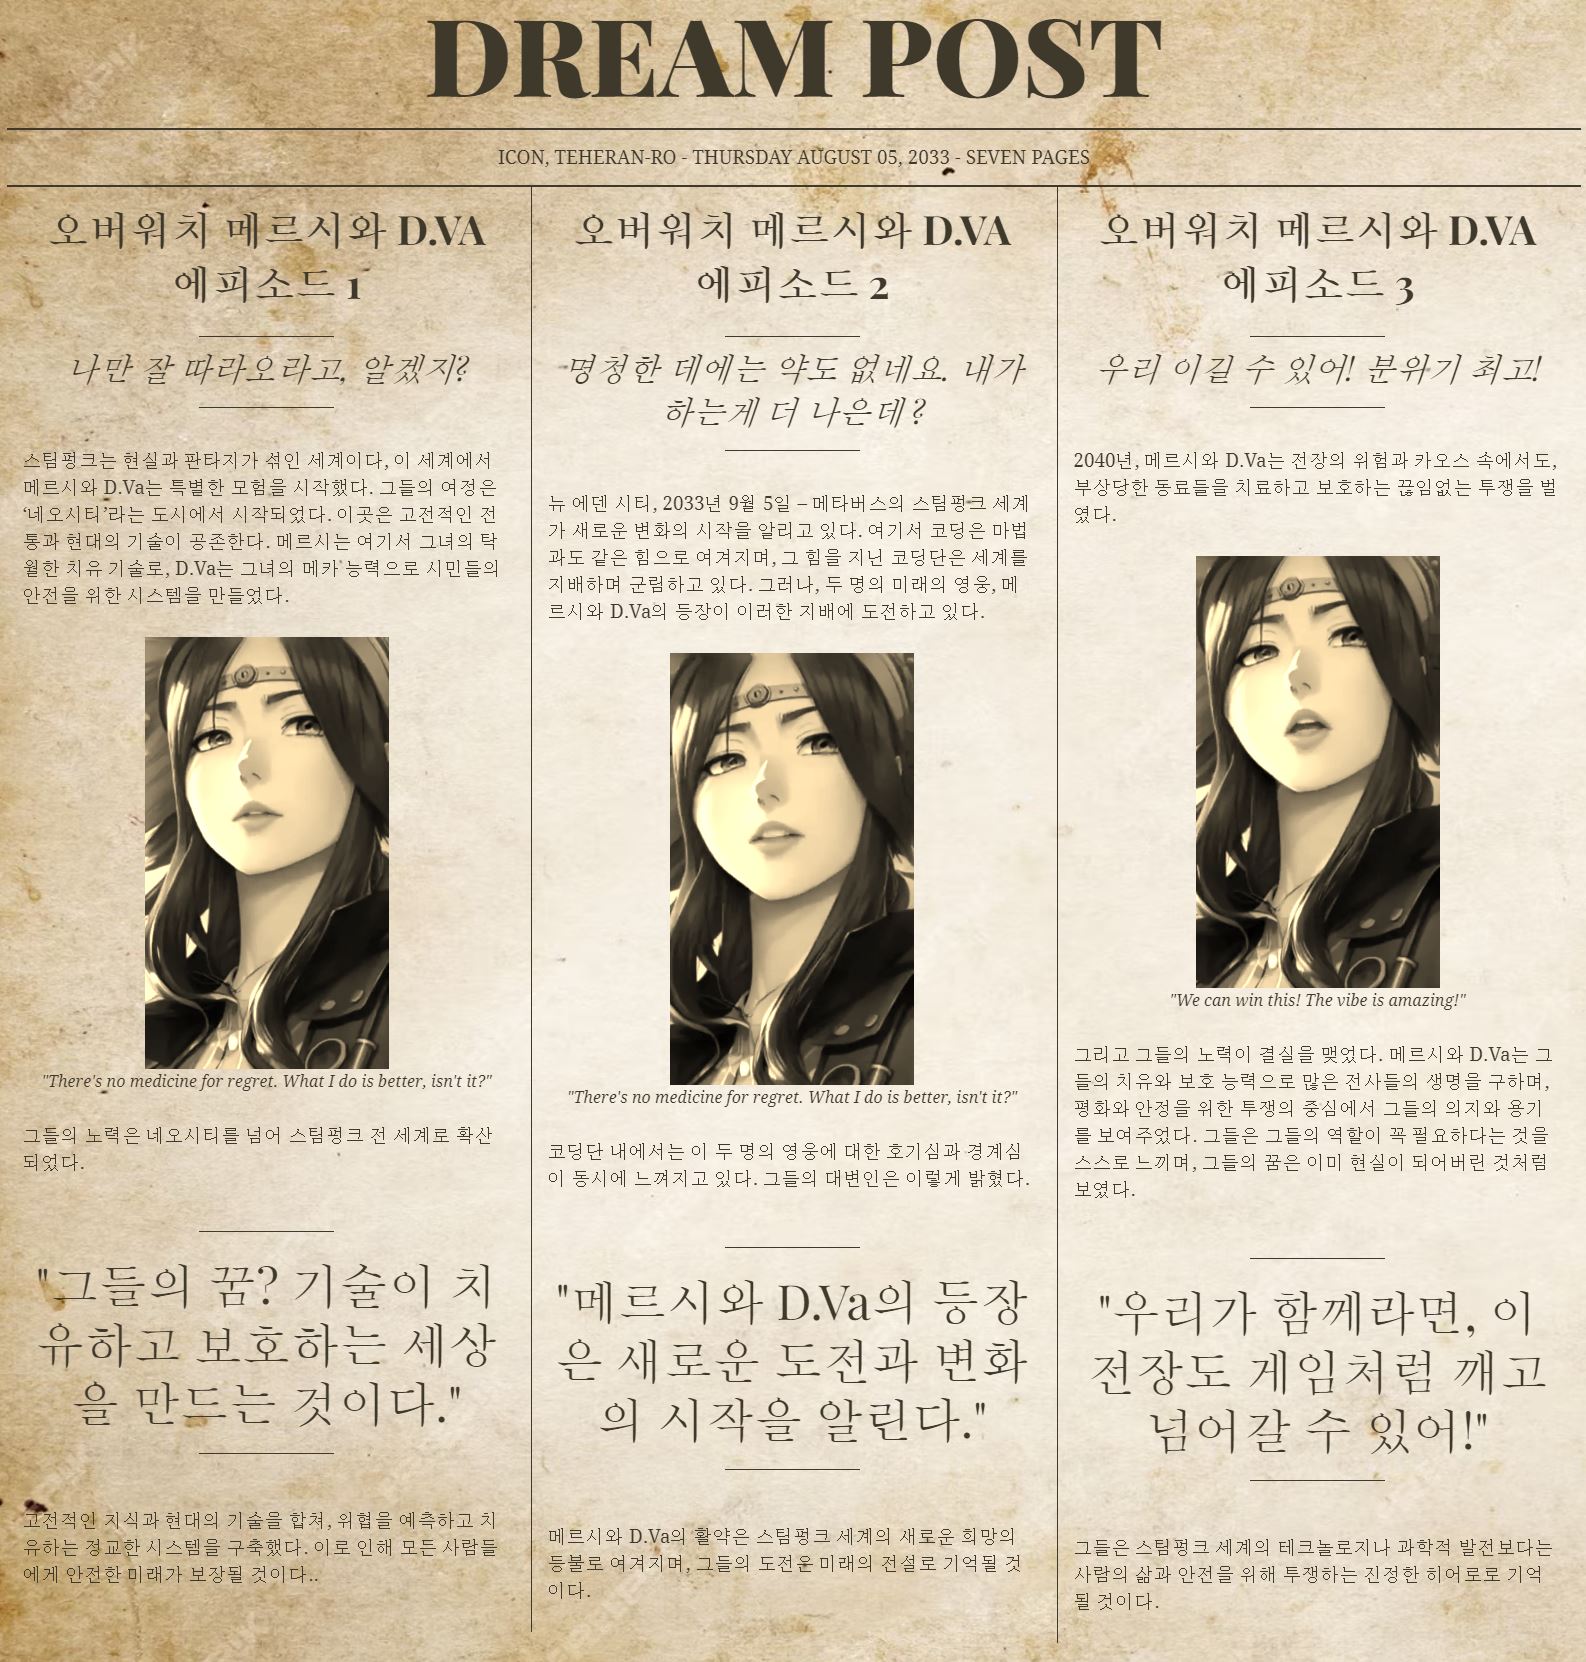 DREAM POST
ICON, TEHERAN-RO - THURSDAY AUGUST 05, 2033 - SEVEN PAGES
오버워치 메르시와 D.VA
에피소드 1
나만 잘 따라오라고, 알겠지?
스팀펑크는 현실과 판타지가 섞인 세계이다, 이 세계에서
메르시와 D.Va는 특별한 모험을 시작했다. 그들의 여정은
‘네오시티’라는 도시에서 시작되었다. 이곳은 고전적인 전
통과 현대의 기술이 공존한다. 메르시는 여기서 그녀의 탁
월한 치유 기술로, D.Va는 그녀의 메카 능력으로 시민들의
안전을 위한 시스템을 만들었다.
"There's no medicine for regret. What I do is better, isn't it?"
그들의 노력은 네오시티를 넘어 스팀펑크 전 세계로 확산
되었다.
"그들의 꿈? 기술이 치
유하고 보호하는 세상
을 만드는 것이다."
고전적인 지식과 현대의 기술을 합쳐, 위협을 예측하고 치
유하는 정교한 시스템을 구축했다. 이로 인해 모든 사람들
에게 안전한 미래가 보장될 것이다..
오버워치 메르시와 D.VA
에피소드 2
멍청한 데에는 약도 없네요. 내가
하는게 더 나은데?
뉴 에덴 시티, 2033년 9월 5일 – 메타버스의 스팀펑크 세계
가 새로운 변화의 시작을 알리고 있다. 여기서 코딩은 마법
과도 같은 힘으로 여겨지며, 그 힘을 지닌 코딩단은 세계를
지배하며 군림하고 있다. 그러나, 두 명의 미래의 영웅, 메
르시와 D.Va의 등장이 이러한 지배에 도전하고 있다.
"There's no medicine for regret. What I do is better, isn't it?"
코딩단 내에서는 이 두 명의 영웅에 대한 호기심과 경계심
이 동시에 느껴지고 있다. 그들의 대변인은 이렇게 밝혔다.
"메르시와 D.Va의 등장
은 새로운 도전과 변화
의 시작을 알린다."
메르시와 D.Va의 활약은 스팀펑크 세계의 새로운 희망의
등불로 여겨지며, 그들의 도전은 미래의 전설로 기억될 것
이다.
오버워치 메르시와 D.VA
에피소드 3
우리 이길 수 있어! 분위기 최고!
2040년, 메르시와 D.Va는 전장의 위험과 카오스 속에서도,
부상당한 동료들을 치료하고 보호하는 끊임없는 투쟁을 벌
였다.
"We can win this! The vibe is amazing!"
그리고 그들의 노력이 결실을 맺었다. 메르시와 D.Va는 그
들의 치유와 보호 능력으로 많은 전사들의 생명을 구하며,
평화와 안정을 위한 투쟁의 중심에서 그들의 의지와 용기
를 보여주었다. 그들은 그들의 역할이 꼭 필요하다는 것을
스스로 느끼며, 그들의 꿈은 이미 현실이 되어버린 것처럼
보였다.
"우리가 함께라면, 이
전장도 게임처럼 깨고
넘어갈 수 있어!"
그들은 스팀펑크 세계의 테크놀로지나 과학적 발전보다는
사람의 삶과 안전을 위해 투쟁하는 진정한 히어로로 기억
될 것이다.